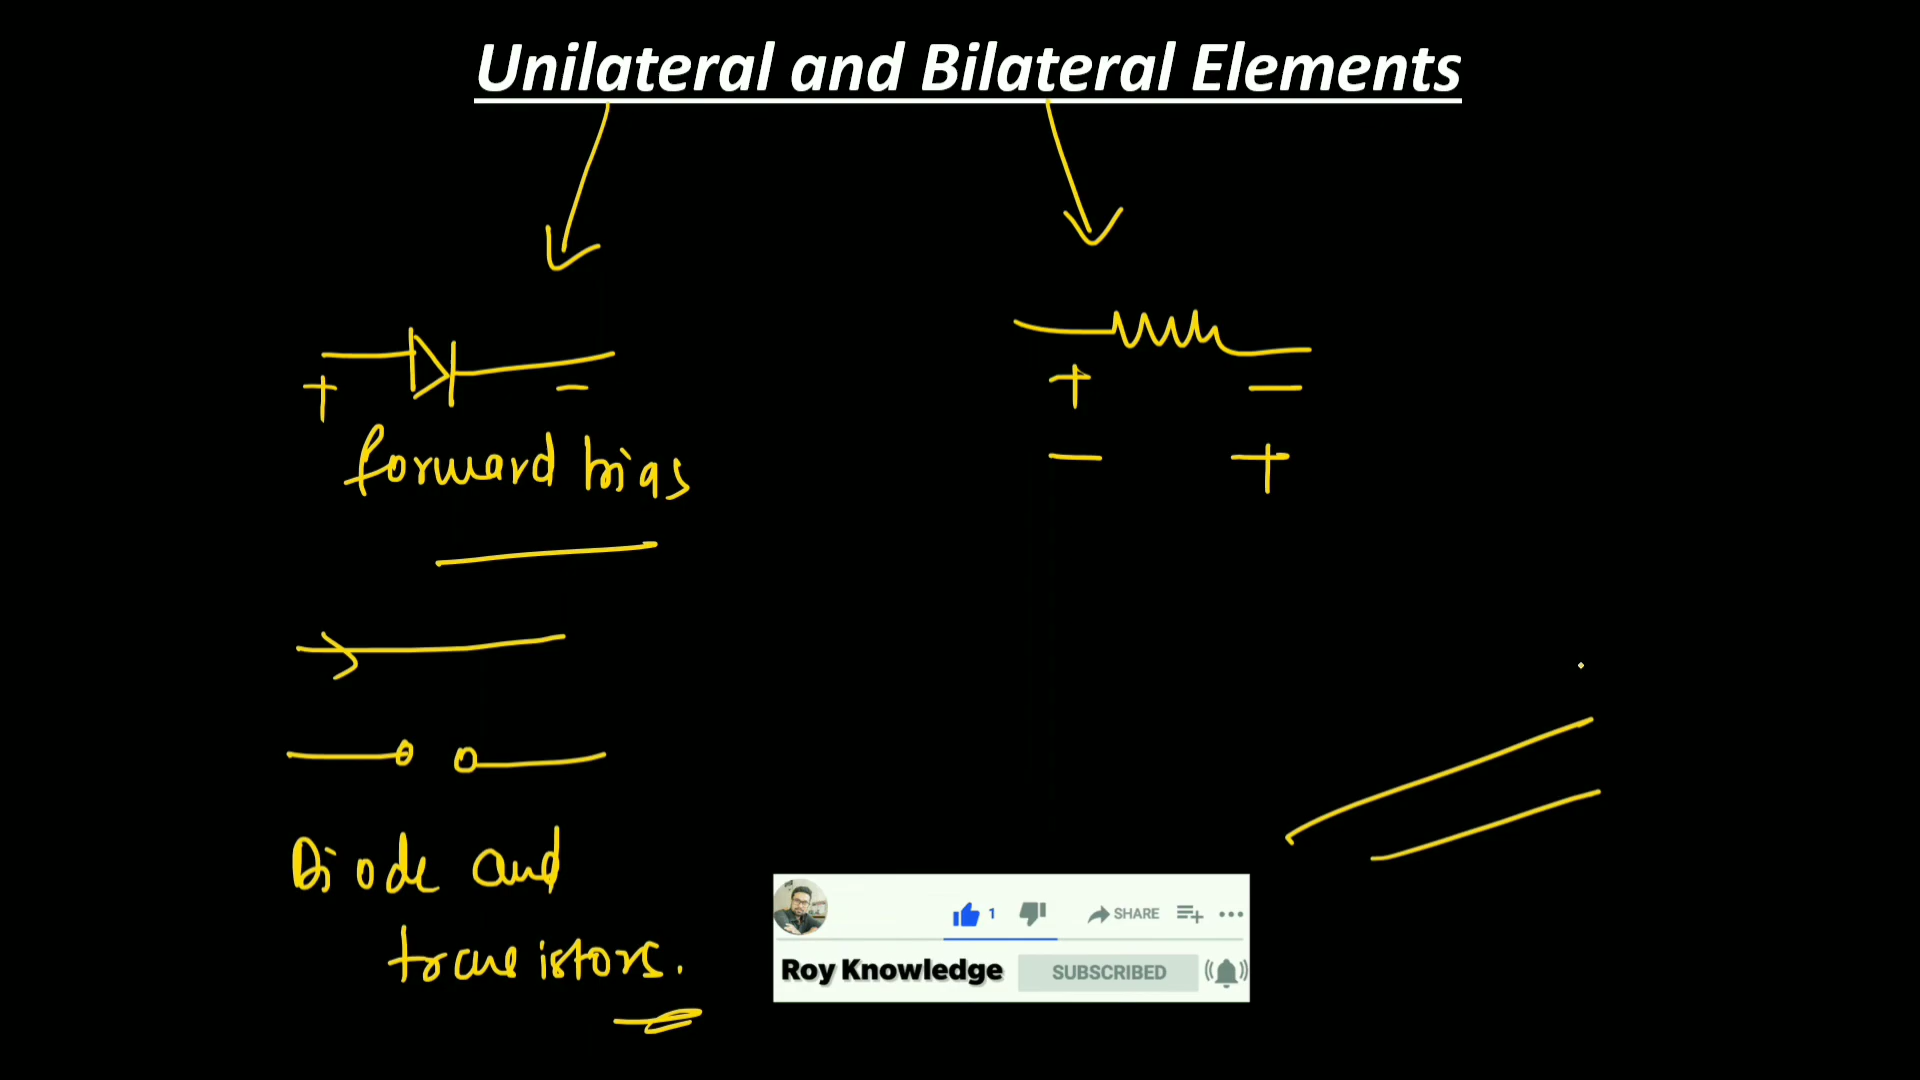 Unilateral and Bilateral Elements
+ -
forward bias
+ -
- +
Diode and
transistors.
1 SHARE
Roy Knowledge SUBSCRIBED